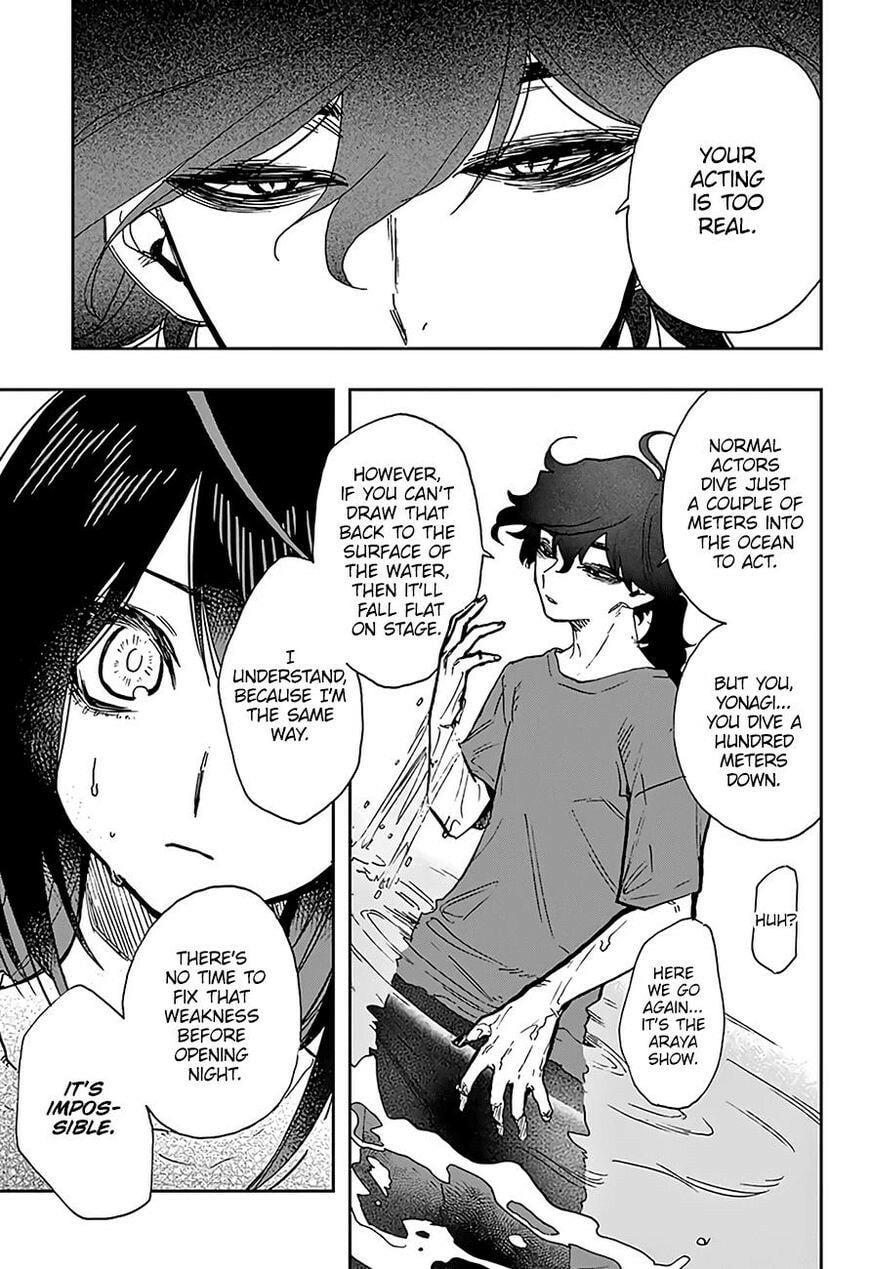 YOUR
ACTING
IS TOO
REAL.
NORMAL
ACTORS
DIVE JUST
A COUPLE OF
METERS INTO
THE OCEAN
TO ACT.
BUT YOU,
YONAGI...
YOU DIVE A
HUNDRED
METERS
DOWN.
HUH?
HERE
WE GO
AGAIN...
IT'S THE
ARAYA
SHOW.
HOWEVER,
IF YOU CAN'T
DRAW THAT
BACK TO THE
SURFACE OF
THE WATER,
THEN IT'LL
FALL FLAT
ON STAGE.
I
UNDERSTAND,
BECAUSE I'M
THE SAME
WAY.
THERE'S
NO TIME TO
FIX THAT
WEAKNESS
BEFORE
OPENING
NIGHT.
IT'S
IMPOS-
SIBLE.